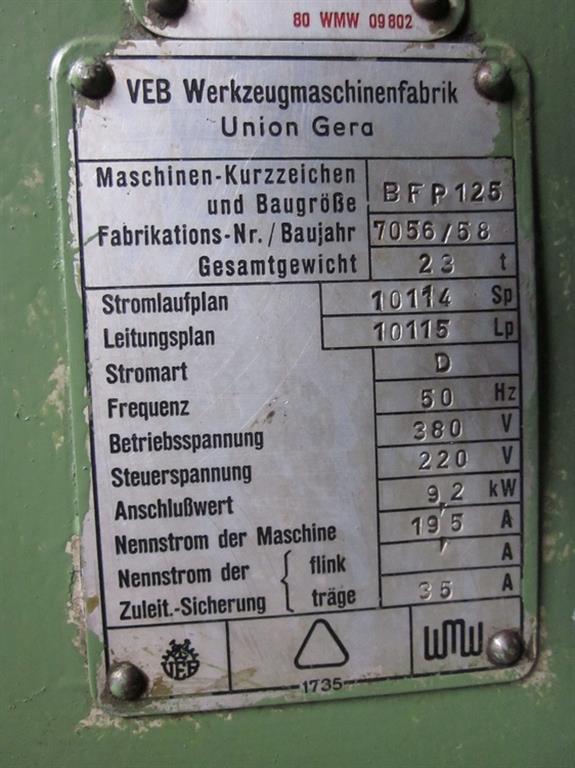 80 WMW 09802
VEB Werkzeugmaschinenfabrik
Union Gera
Maschinen-Kurzzeichen
und Baugröße BFP125
Fabrikations-Nr./Baujahr 7056/58
Gesamtgewicht 23 t
Stromlaufplan 10114 Sp
Leitungsplan 10115 Lp
Stromart D
Frequenz 50 Hz
Betriebsspannung 380 V
Steuerspannung 220 V
Anschlußwert 9,2 kW
Nennstrom der Maschine 19,5 A
Nennstrom der { flink , A
Zuleit.-Sicherung { träge 35 A
VEB WMW
1735